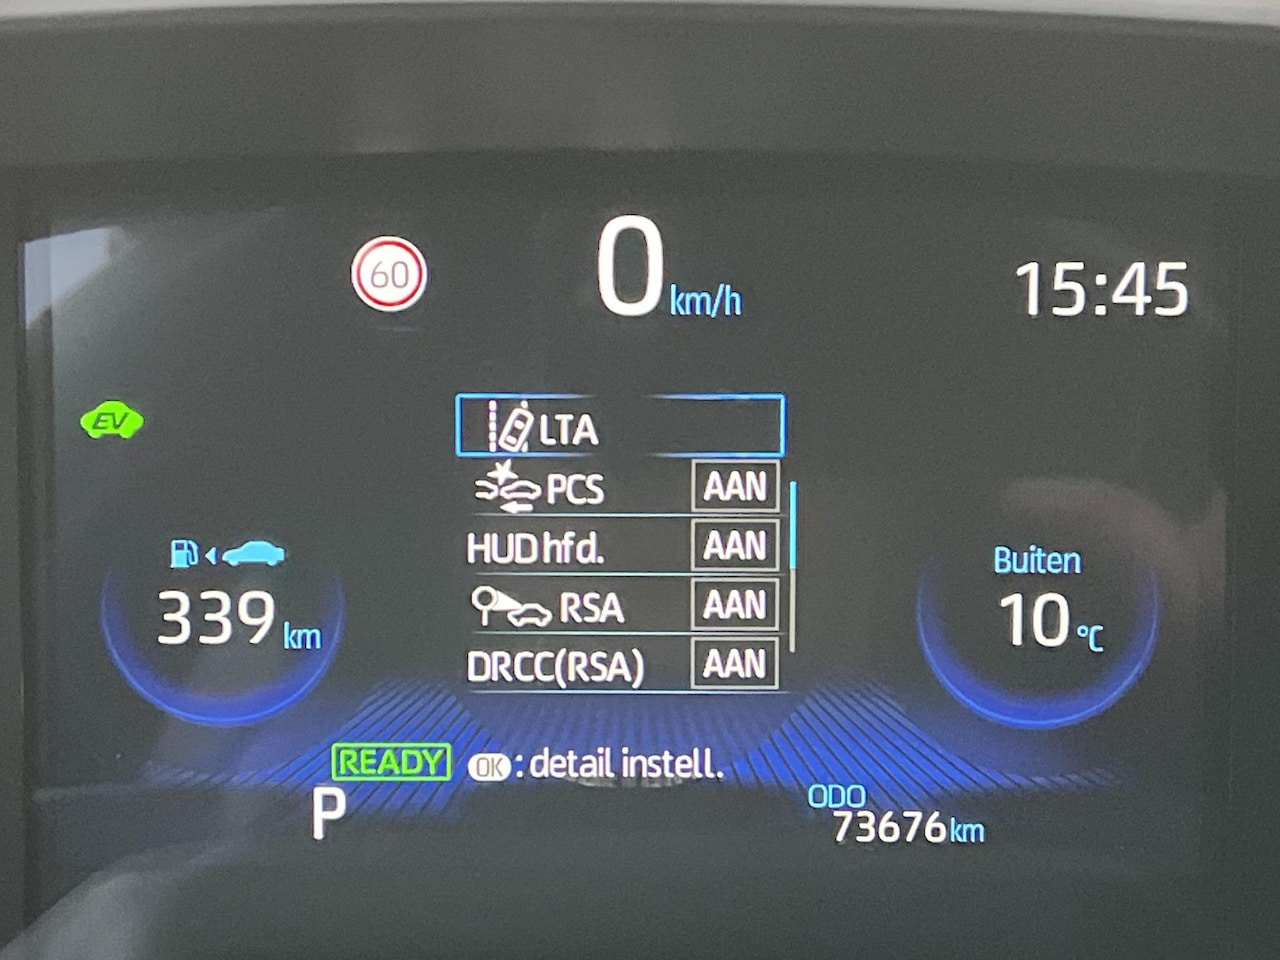 60
0 km/h
15:45
EV
LTA
PCS AAN
HUD hfd. AAN
RSA AAN
DRCC(RSA) AAN
339 km
Buiten
10 °C
READY
OK : detail instell.
P
ODO
73676 km